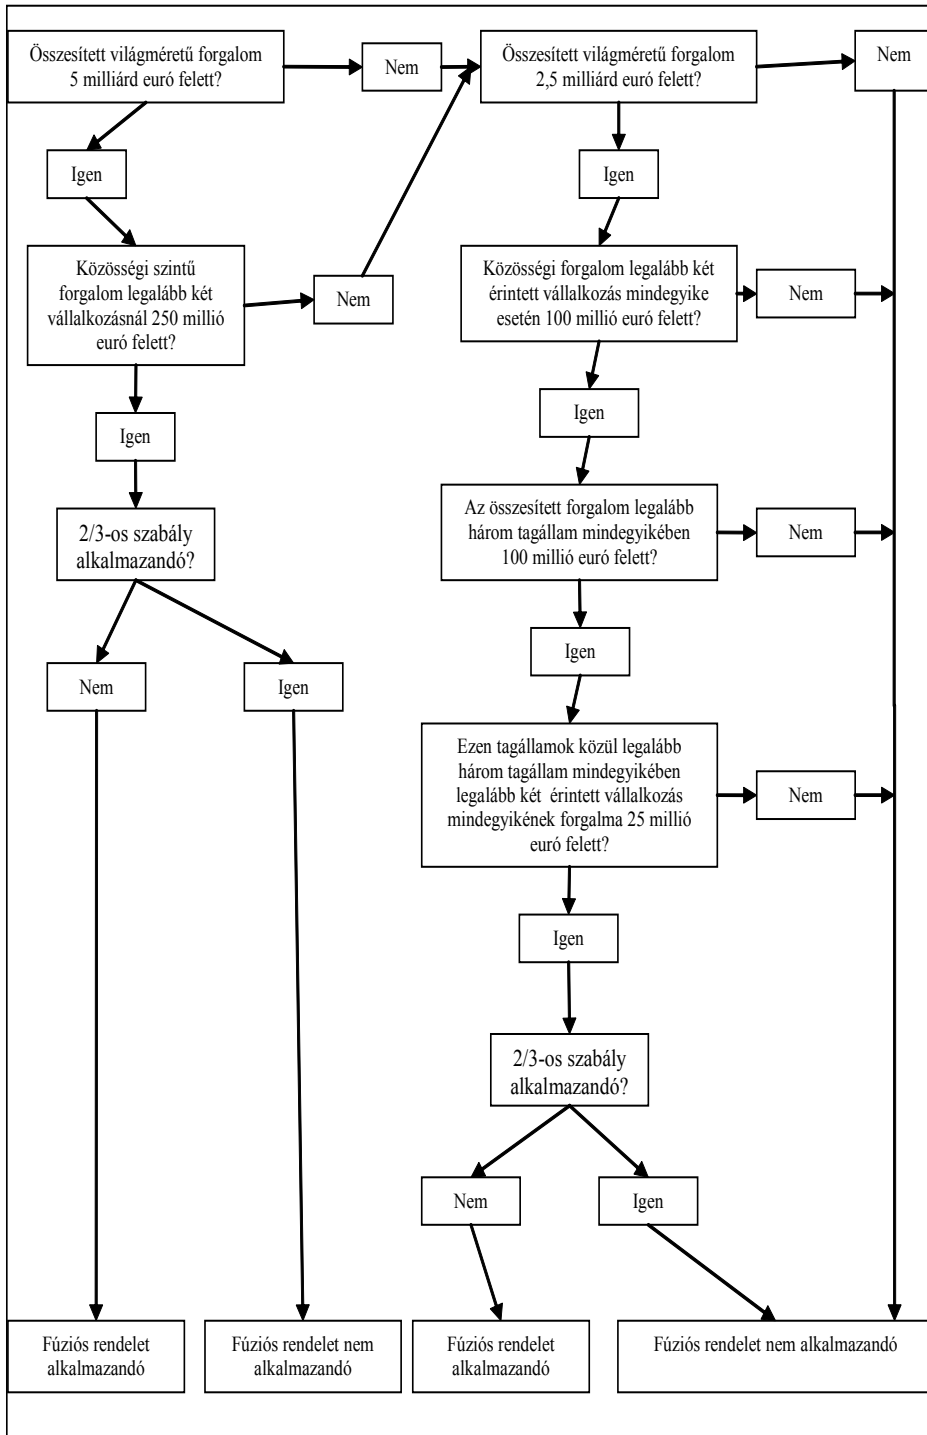 Összesített világméretű forgalom
5 milliárd euró felett?
Nem
Összesített világméretű forgalom
2,5 milliárd euró felett?
Nem
Igen
Igen
Közösségi szintű
forgalom legalább két
vállalkozásnál 250 millió
euró felett?
Nem
Közösségi forgalom legalább két
érintett vállalkozás mindegyike
esetén 100 millió euró felett?
Nem
Igen
Igen
2/3-os szabály
alkalmazandó?
Az összesített forgalom legalább
három tagállam mindegyikében
100 millió euró felett?
Nem
Nem
Igen
Igen
Ezen tagállamok közül legalább
három tagállam mindegyikében
legalább két érintett vállalkozás
mindegyikének forgalma 25 millió
euró felett?
Nem
Igen
2/3-os szabály
alkalmazandó?
Nem
Igen
Fúziós rendelet
alkalmazandó
Fúziós rendelet nem
alkalmazandó
Fúziós rendelet
alkalmazandó
Fúziós rendelet nem alkalmazandó